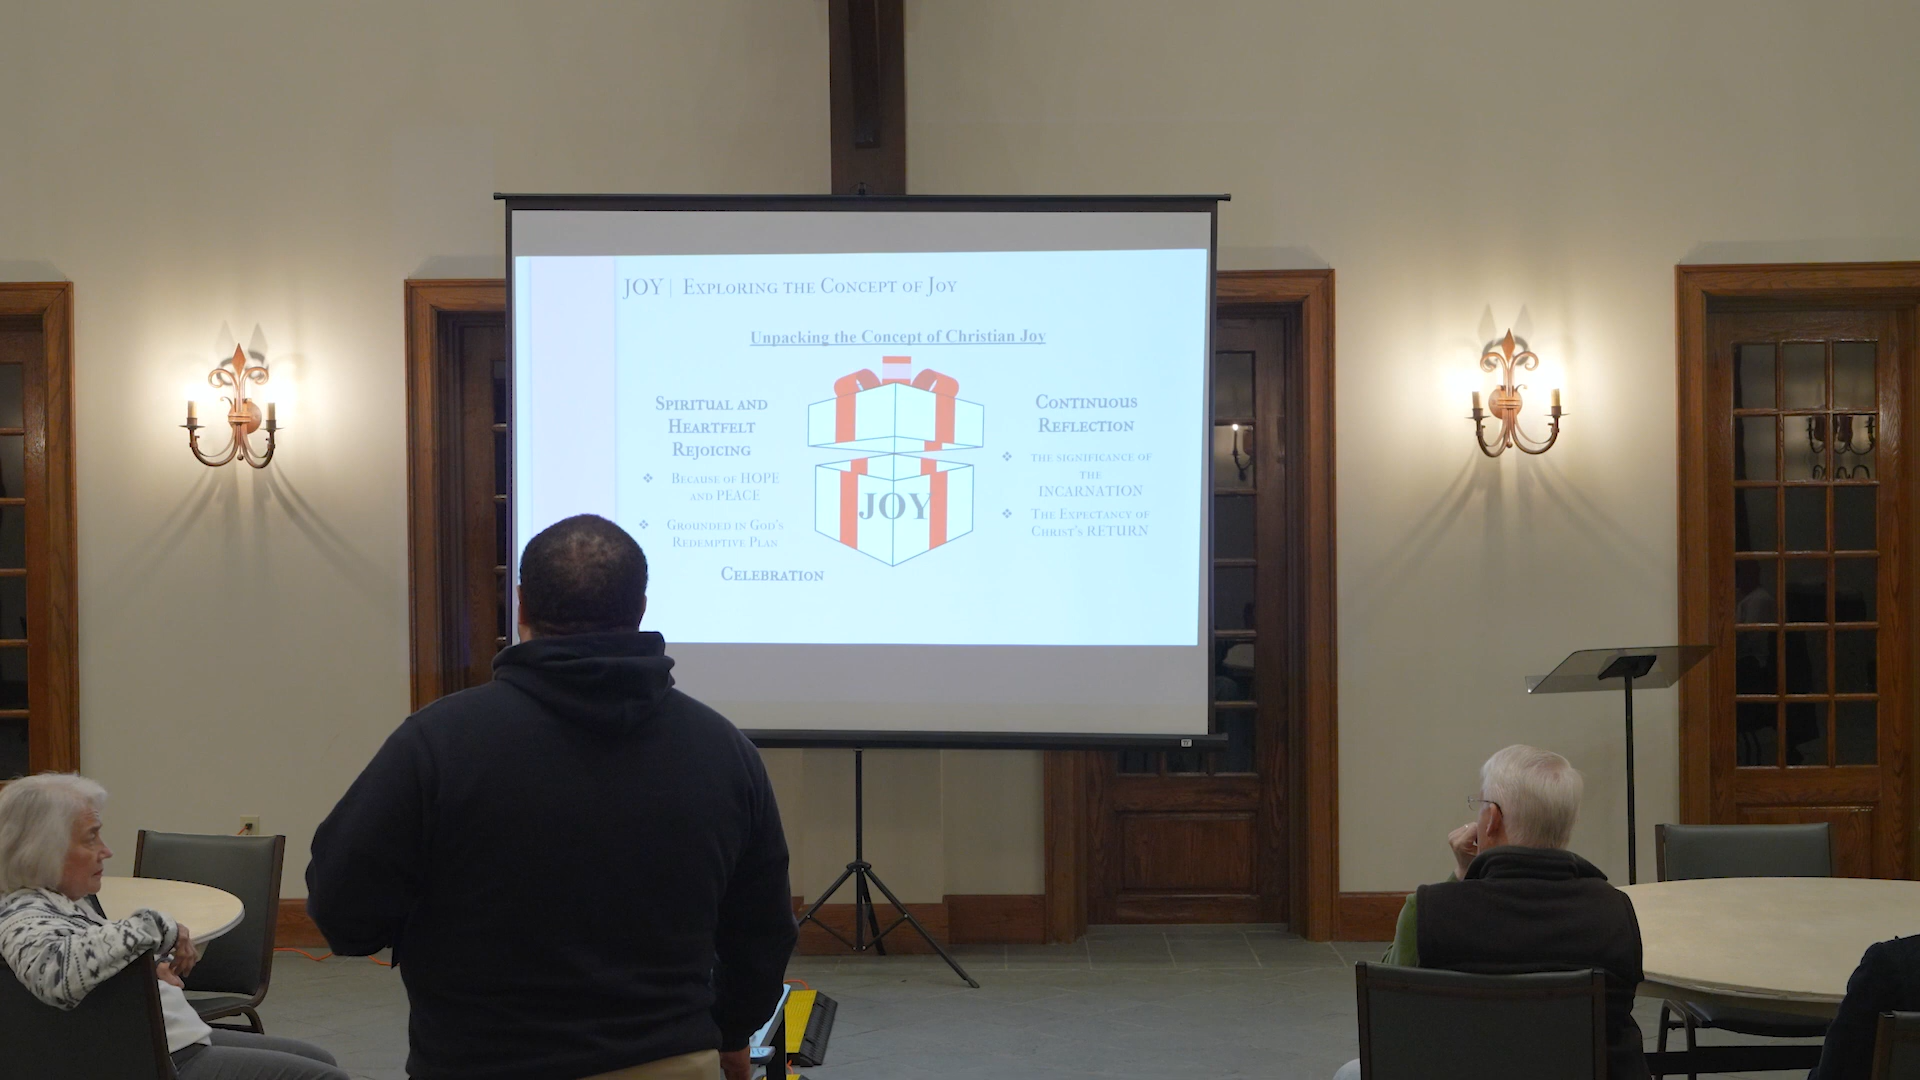 JOY | Exploring the Concept of Joy
Unpacking the Concept of Christian Joy
Spiritual and
Heartfelt
Rejoicing
❖ Because of HOPE
and PEACE
❖ Grounded in God's
Redemptive Plan
Celebration
JOY
Continuous
Reflection
❖ the significance of
the
INCARNATION
❖ The Expectancy of
Christ's RETURN